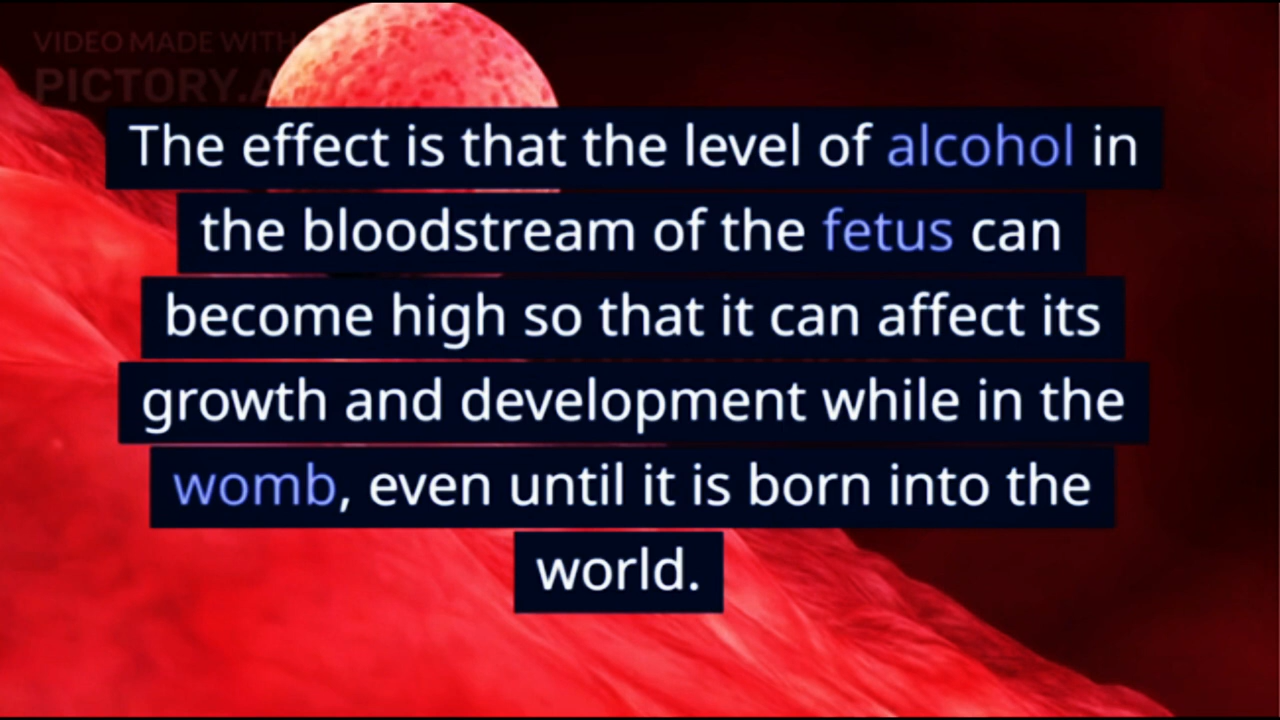 VIDEO MADE WITH
PICTORY.A
The effect is that the level of alcohol in
the bloodstream of the fetus can
become high so that it can affect its
growth and development while in the
womb, even until it is born into the
world.